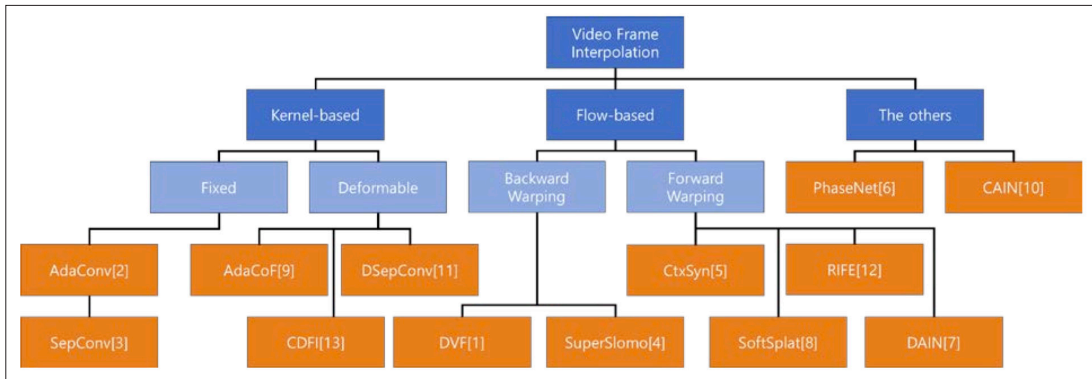 Video Frame
Interpolation
Kernel-based
Flow-based
The others
Fixed
Deformable
Backward
Warping
Forward
Warping
PhaseNet[6]
CAIN[10]
AdaConv[2]
AdaCoF[9]
DSepConv[11]
CtxSyn[5]
RIFE[12]
SepConv[3]
CDFI[13]
DVF[1]
SuperSlomo[4]
SoftSplat[8]
DAIN[7]